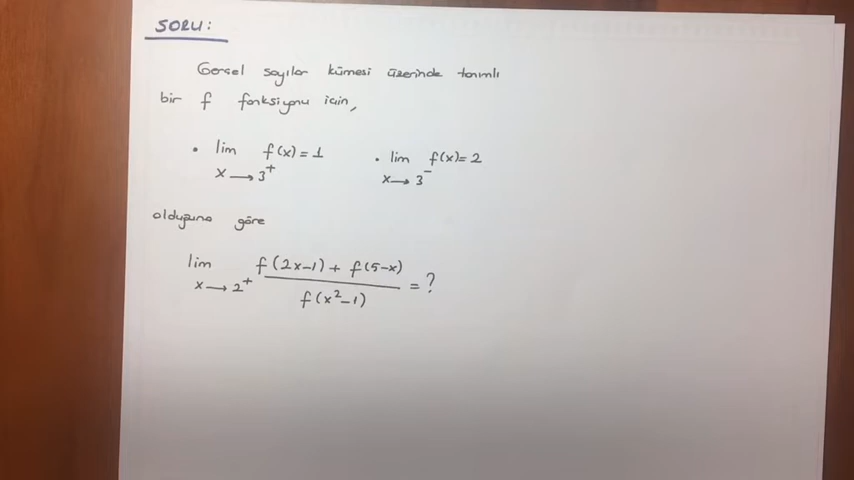 SORU:
Gerçel sayılar kümesi üzerinde tanımlı
bir f fonksiyonu için,
• lim f(x) = 1 • lim f(x) = 2
x → 3⁺ x → 3⁻
olduğuna göre
lim f(2x-1) + f(5-x)
x → 2⁺ f(x²-1) = ?